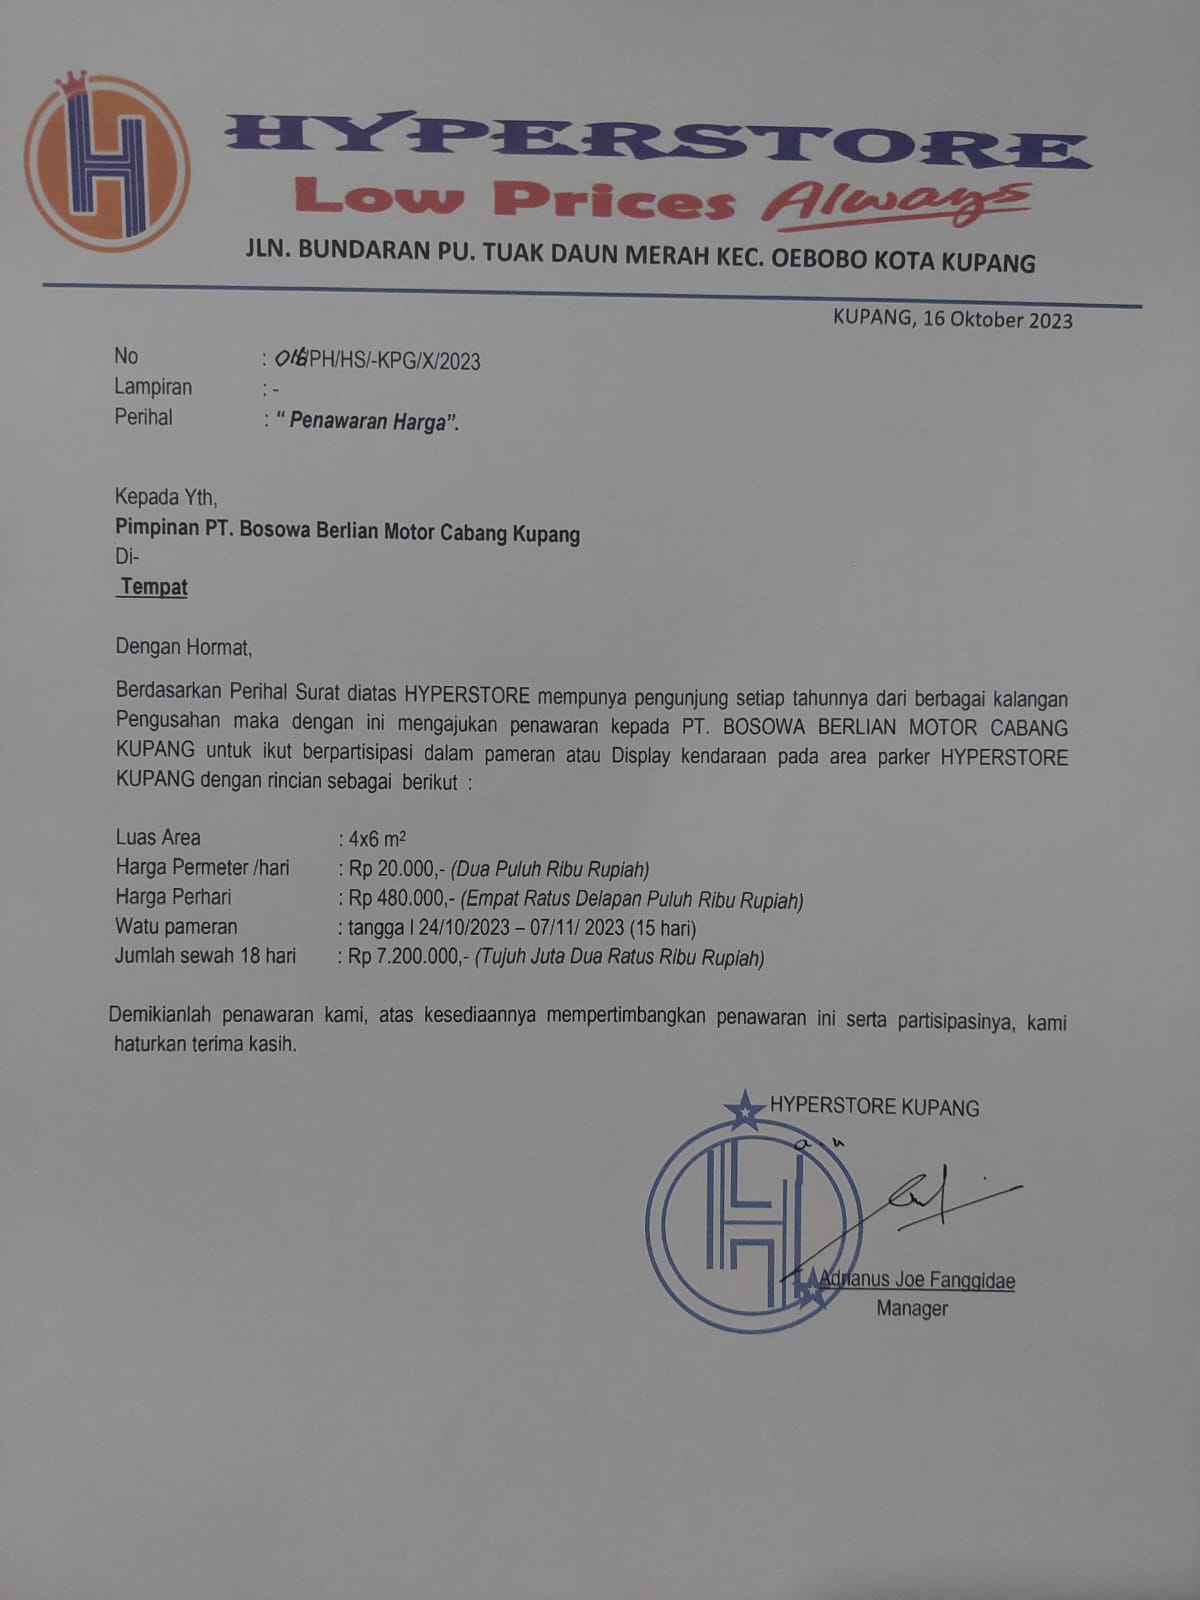 H
HYPERSTORE
Low Prices Always
JLN. BUNDARAN PU. TUAK DAUN MERAH KEC. OEBOBO KOTA KUPANG
KUPANG, 16 Oktober 2023
No : /PH/HS/-KPG/X/2023
Lampiran : -
Perihal : “ Penawaran Harga”.
Kepada Yth,
Pimpinan PT. Bosowa Berlian Motor Cabang Kupang
Di-
Tempat
Dengan Hormat,
Berdasarkan Perihal Surat diatas HYPERSTORE mempunya pengunjung setiap tahunnya dari berbagai kalangan
Pengusahan maka dengan ini mengajukan penawaran kepada PT. BOSOWA BERLIAN MOTOR CABANG
KUPANG untuk ikut berpartisipasi dalam pameran atau Display kendaraan pada area parker HYPERSTORE
KUPANG dengan rincian sebagai berikut :
Luas Area : 4x6 m²
Harga Permeter /hari : Rp 20.000,- (Dua Puluh Ribu Rupiah)
Harga Perhari : Rp 480.000,- (Empat Ratus Delapan Puluh Ribu Rupiah)
Watu pameran : tangga l 24/10/2023 – 07/11/ 2023 (15 hari)
Jumlah sewah 18 hari : Rp 7.200.000,- (Tujuh Juta Dua Ratus Ribu Rupiah)
Demikianlah penawaran kami, atas kesediaannya mempertimbangkan penawaran ini serta partisipasinya, kami
haturkan terima kasih.
HYPERSTORE KUPANG
a.n
H
Adrianus Joe Fanggidae
Manager